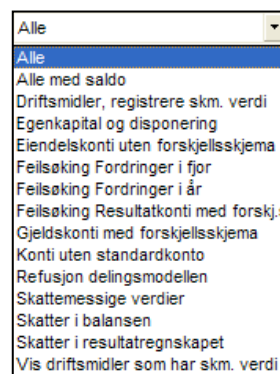 Alle
Alle
Alle med saldo
Driftsmidler, registrere skm. verdi
Egenkapital og disponering
Eiendelskonti uten forskjellsskjema
Feilsøking Fordringer i fjor
Feilsøking Fordringer i år
Feilsøking Resultatkonti med forskj.
Gjeldskonti med forskjellsskjema
Konti uten standardkonto
Refusjon delingsmodellen
Skattemessige verdier
Skatter i balansen
Skatter i resultatregnskapet
Vis driftsmidler som har skm. verdi